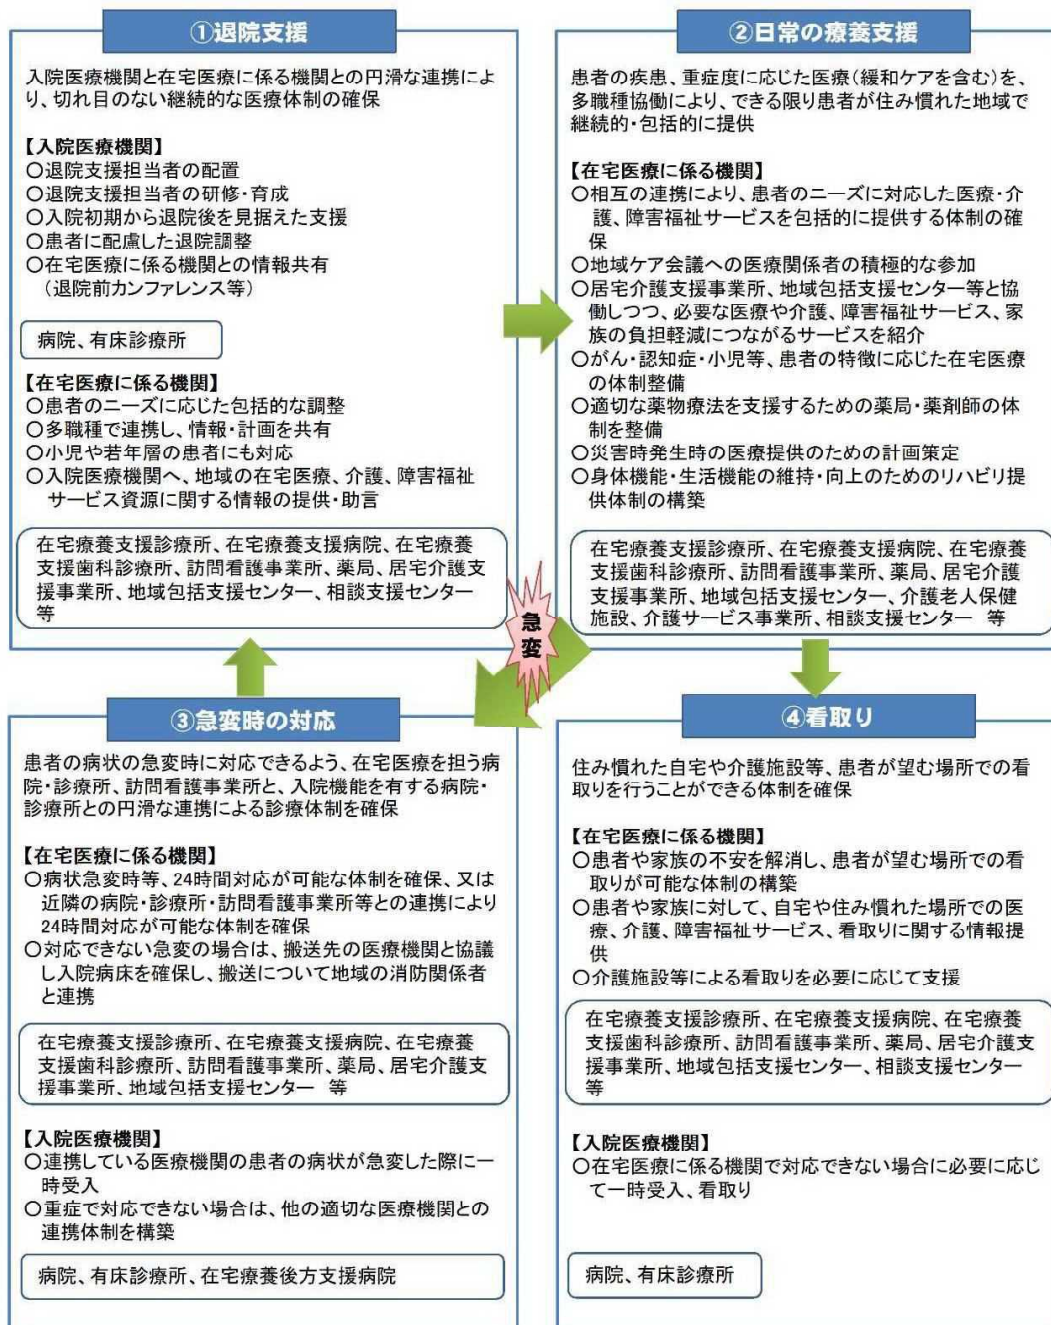 ①退院支援
入院医療機関と在宅医療に係る機関との円滑な連携によ
り、切れ目のない継続的な医療体制の確保
【入院医療機関】
○退院支援担当者の配置
○退院支援担当者の研修・育成
○入院初期から退院後を見据えた支援
○患者に配慮した退院調整
○在宅医療に係る機関との情報共有
（退院前カンファレンス等）
病院、有床診療所
【在宅医療に係る機関】
○患者のニーズに応じた包括的な調整
○多職種で連携し、情報・計画を共有
○小児や若年層の患者にも対応
○入院医療機関へ、地域の在宅医療、介護、障害福祉
サービス資源に関する情報の提供・助言
在宅療養支援診療所、在宅療養支援病院、在宅療養
支援歯科診療所、訪問看護事業所、薬局、居宅介護支
援事業所、地域包括支援センター、相談支援センター
等
②日常の療養支援
患者の疾患、重症度に応じた医療（緩和ケアを含む）を、
多職種協働により、できる限り患者が住み慣れた地域で
継続的・包括的に提供
【在宅医療に係る機関】
○相互の連携により、患者のニーズに対応した医療・介
護、障害福祉サービスを包括的に提供する体制の確
保
○地域ケア会議への医療関係者の積極的な参加
○居宅介護支援事業所、地域包括支援センター等と協
働しつつ、必要な医療や介護、障害福祉サービス、家
族の負担軽減につながるサービスを紹介
○がん・認知症・小児等、患者の特徴に応じた在宅医療
の体制整備
○適切な薬物療法を支援するための薬局・薬剤師の体
制を整備
○災害時発生時の医療提供のための計画策定
○身体機能・生活機能の維持・向上のためのリハビリ提
供体制の構築
在宅療養支援診療所、在宅療養支援病院、在宅療養
支援歯科診療所、訪問看護事業所、薬局、居宅介護
支援事業所、地域包括支援センター、介護老人保健
施設、介護サービス事業所、相談支援センター 等
急変
③急変時の対応
患者の病状の急変時に対応できるよう、在宅医療を担う病
院・診療所、訪問看護事業所と、入院機能を有する病院・
診療所との円滑な連携による診療体制を確保
【在宅医療に係る機関】
○病状急変時等、24時間対応が可能な体制を確保、又は
近隣の病院・診療所・訪問看護事業所等との連携により
24時間対応が可能な体制を確保
○対応できない急変の場合は、搬送先の医療機関と協議
し入院病床を確保し、搬送について地域の消防関係者
と連携
在宅療養支援診療所、在宅療養支援病院、在宅療養
支援歯科診療所、訪問看護事業所、薬局、居宅介護支
援事業所、地域包括支援センター 等
【入院医療機関】
○連携している医療機関の患者の病状が急変した際に一
時受入
○重症で対応できない場合は、他の適切な医療機関との
連携体制を構築
病院、有床診療所、在宅療養後方支援病院
④看取り
住み慣れた自宅や介護施設等、患者が望む場所での看
取りを行うことができる体制を確保
【在宅医療に係る機関】
○患者や家族の不安を解消し、患者が望む場所での看
取りが可能な体制の構築
○患者や家族に対して、自宅や住み慣れた場所での医
療、介護、障害福祉サービス、看取りに関する情報提
供
○介護施設等による看取りを必要に応じて支援
在宅療養支援診療所、在宅療養支援病院、在宅療養
支援歯科診療所、訪問看護事業所、薬局、居宅介護支
援事業所、地域包括支援センター、相談支援センター
等
【入院医療機関】
○在宅医療に係る機関で対応できない場合に必要に応じ
て一時受入、看取り
病院、有床診療所